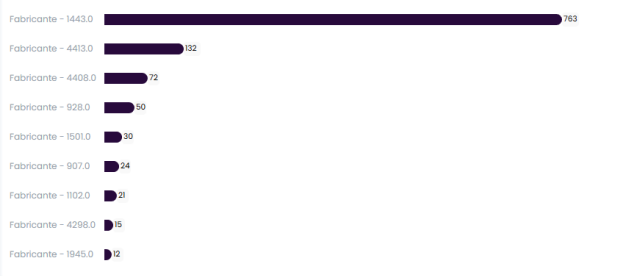 Fabricante - 1443.0 763
Fabricante - 4413.0 132
Fabricante - 4408.0 72
Fabricante - 928.0 50
Fabricante - 1501.0 30
Fabricante - 907.0 24
Fabricante - 1102.0 21
Fabricante - 4298.0 15
Fabricante - 1945.0 12